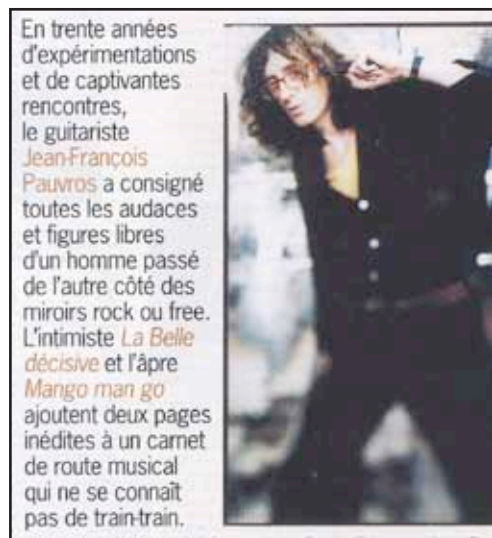 En trente années
d'expérimentations
et de captivantes
rencontres,
le guitariste
Jean-François
Pauvros a consigné
toutes les audaces
et figures libres
d'un homme passé
de l'autre côté des
miroirs rock ou free.
L'intimiste La Belle
décisive et l'âpre
Mango man go
ajoutent deux pages
inédites à un carnet
de route musical
qui ne se connaît
pas de train-train.